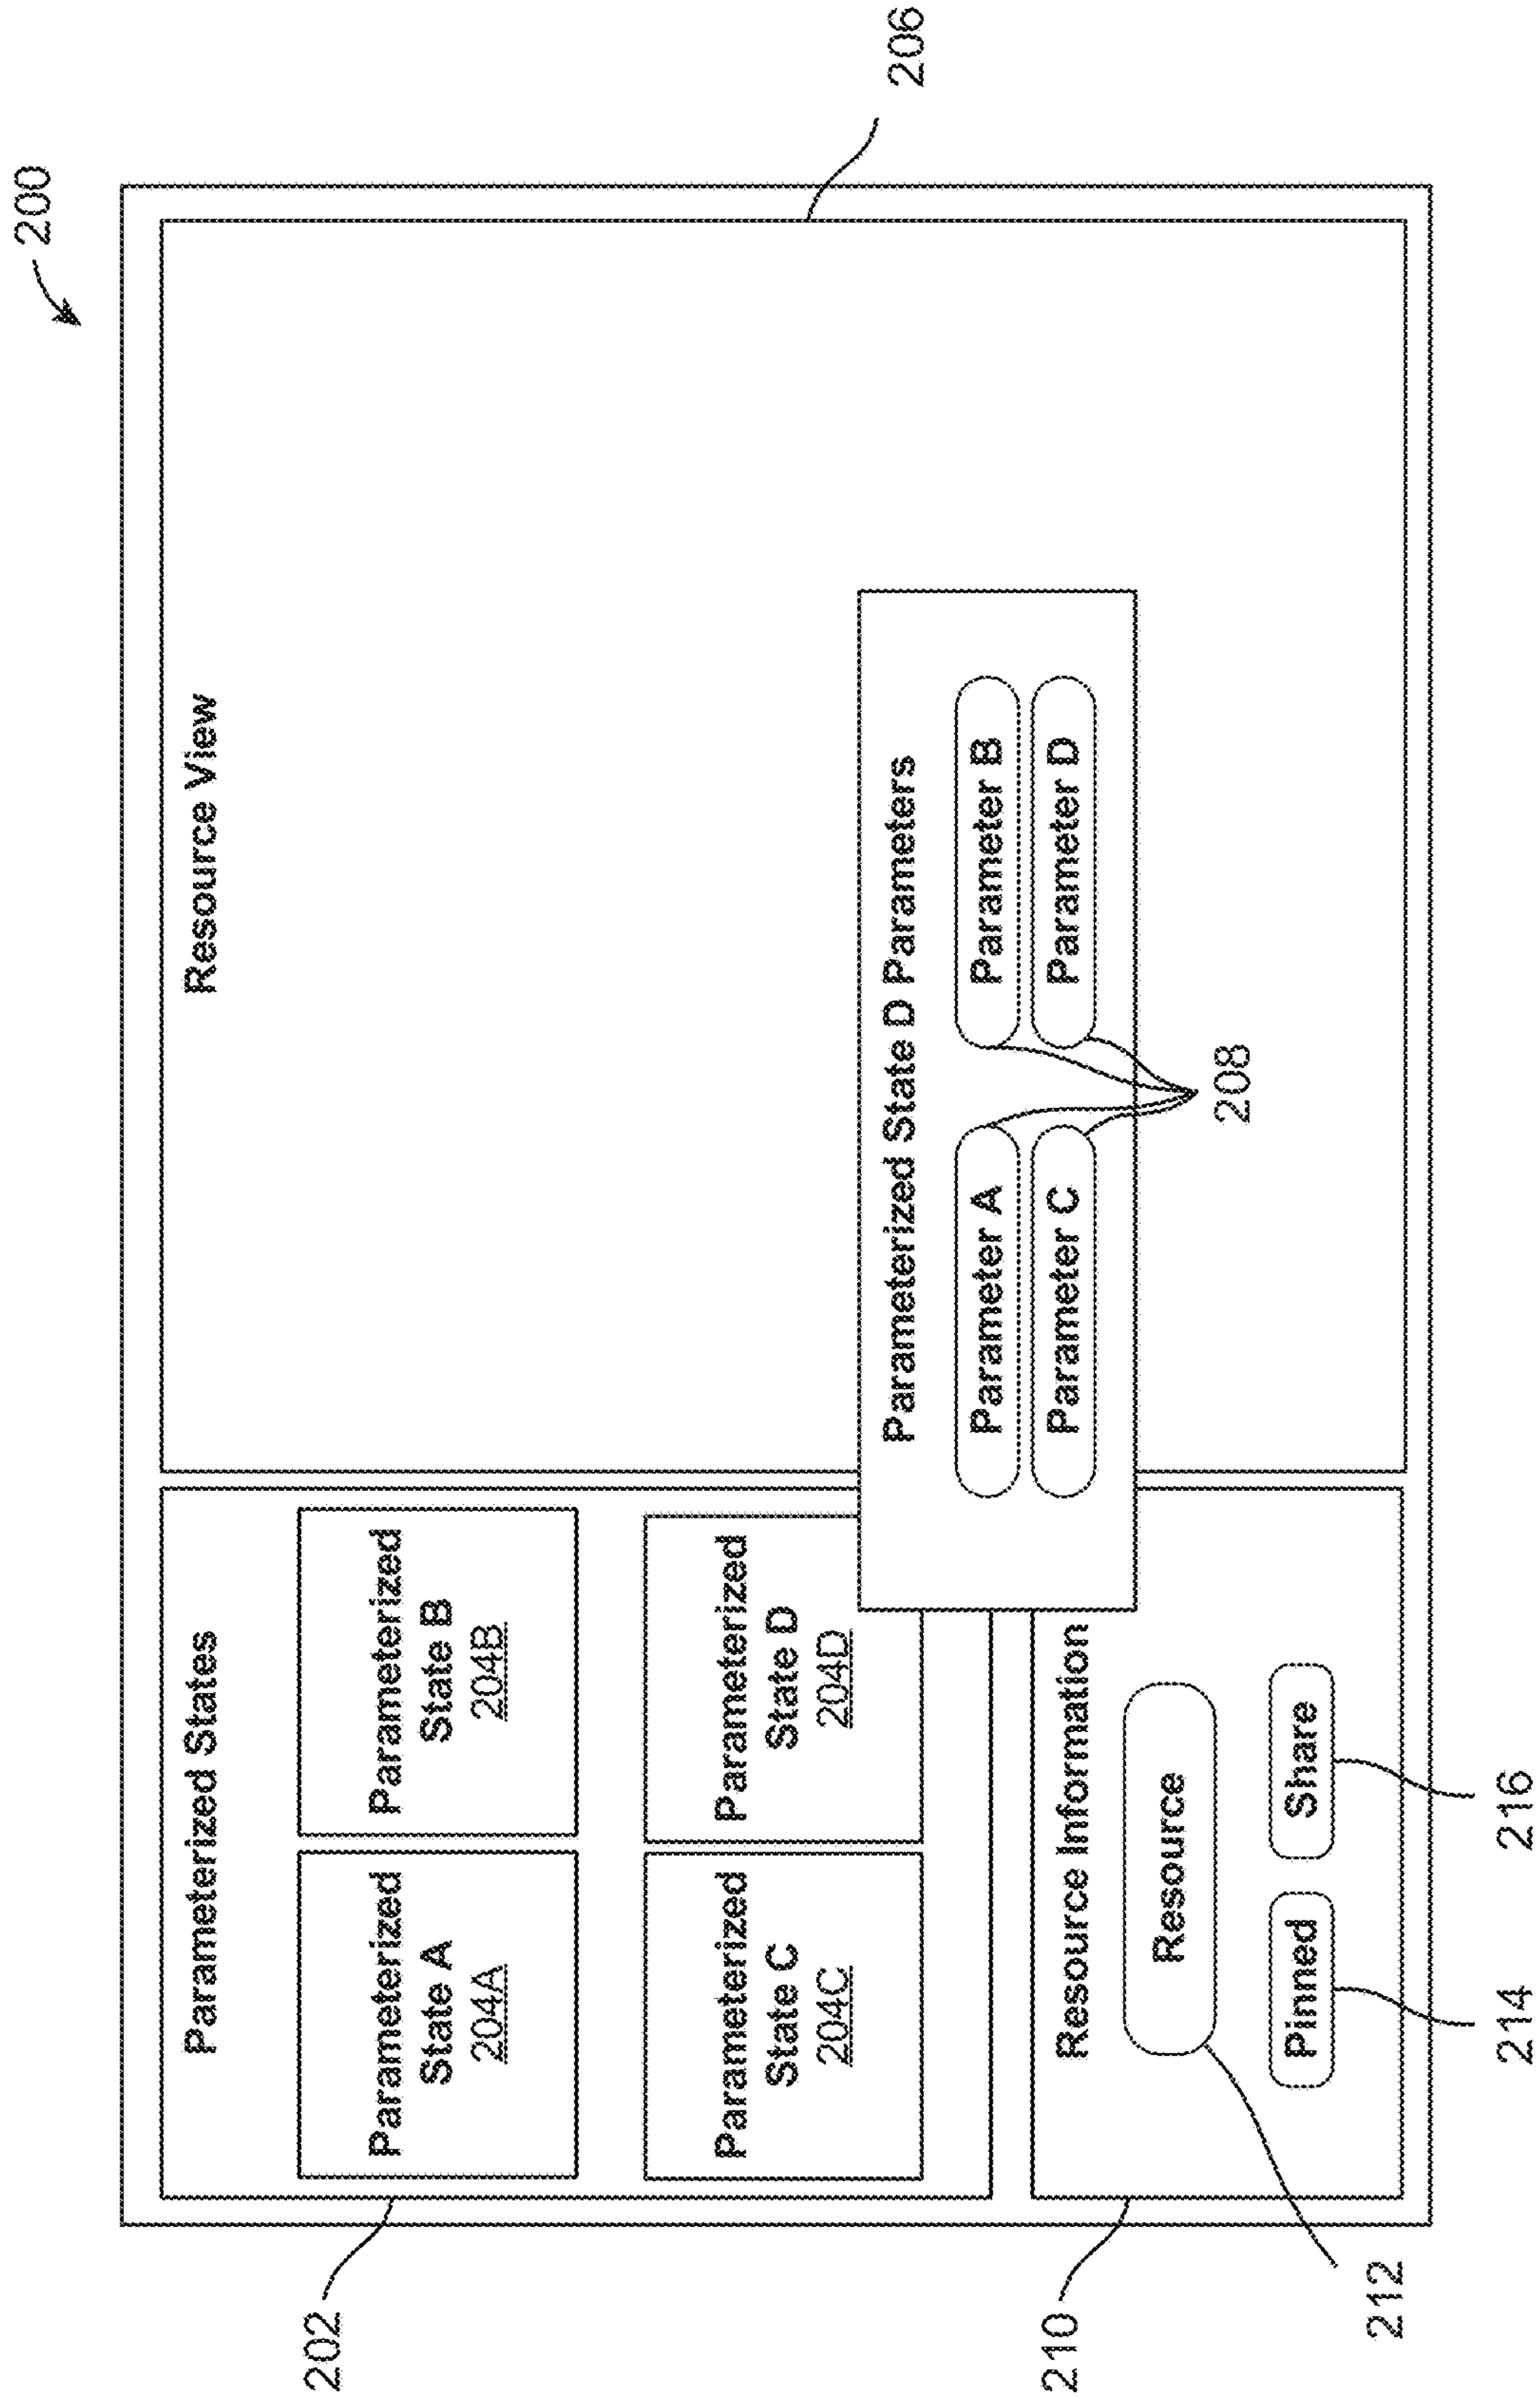 200
Parameterized States
Resource View
202
Parameterized
State A
204A
Parameterized
State B
204B
Parameterized
State C
204C
Parameterized
State D
204D
206
Parameterized State D Parameters
Parameter A
Parameter B
Parameter C
Parameter D
208
210
Resource Information
Resource
212
Pinned
Share
214
216